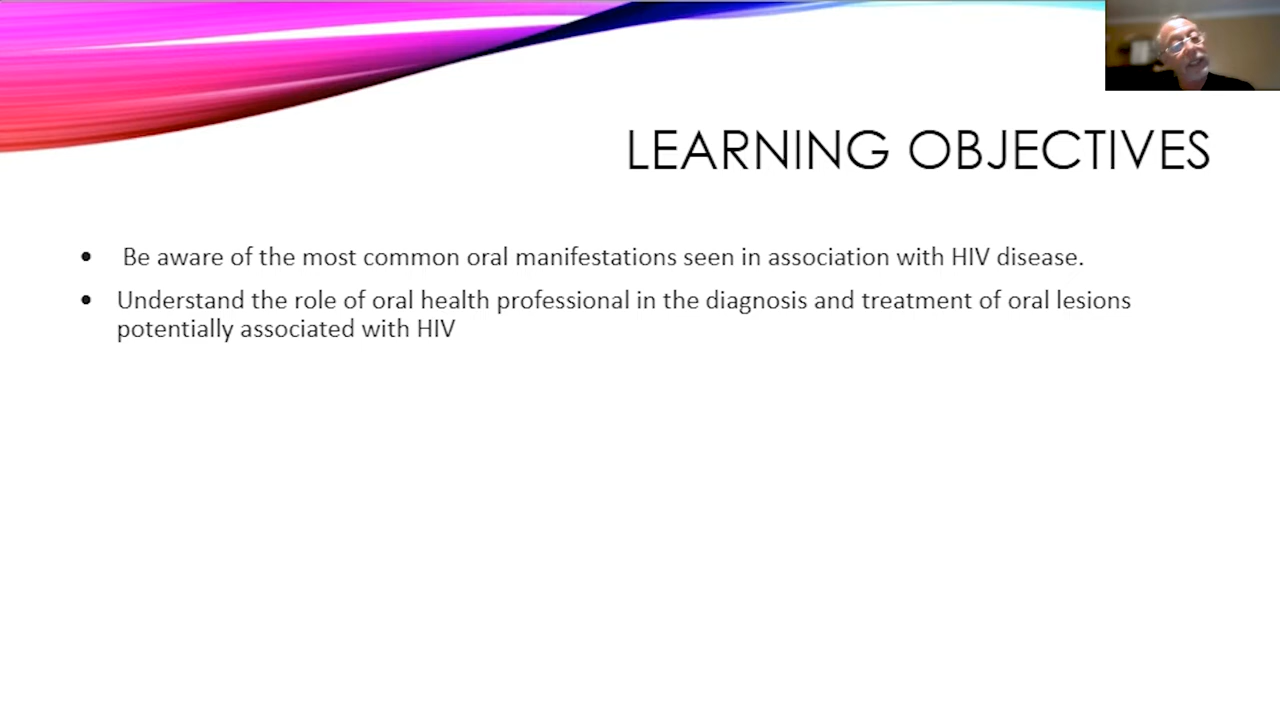 LEARNING OBJECTIVES
• Be aware of the most common oral manifestations seen in association with HIV disease.
• Understand the role of oral health professional in the diagnosis and treatment of oral lesions
potentially associated with HIV